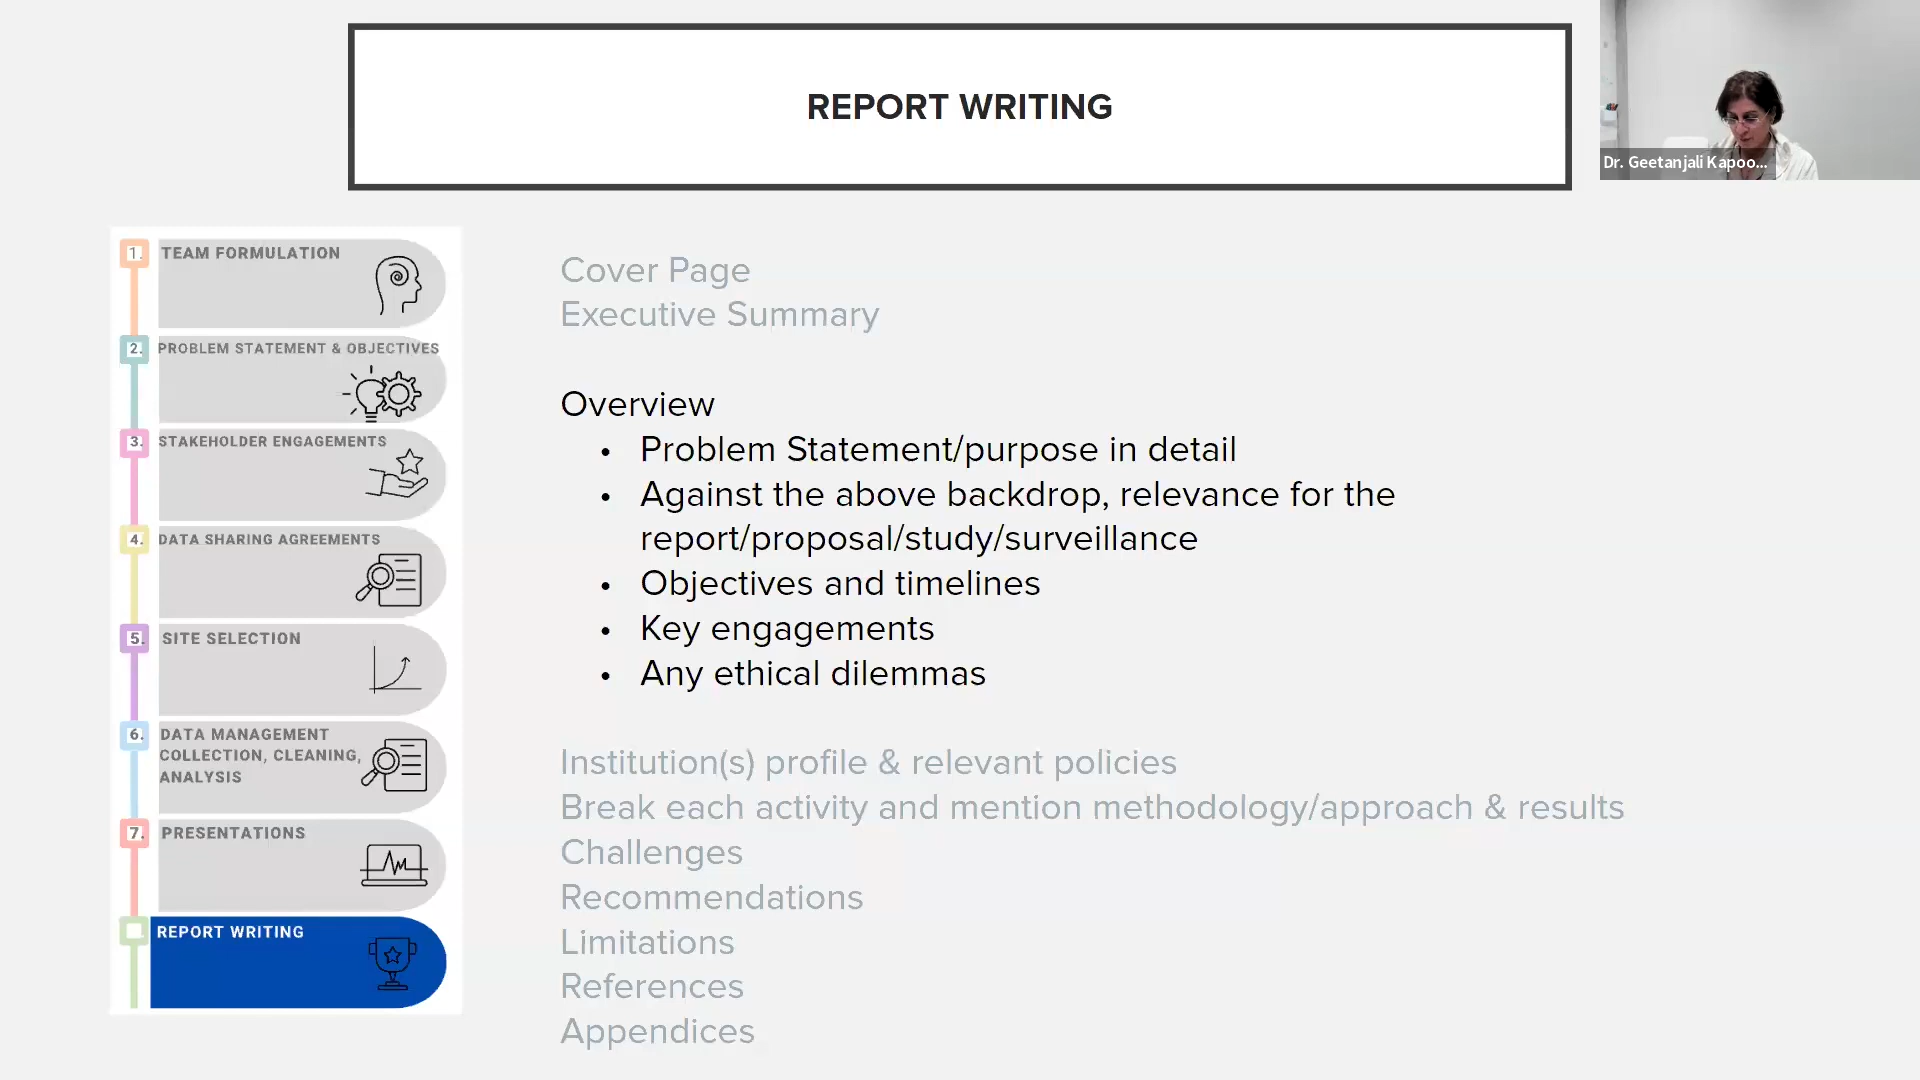 REPORT WRITING
Dr. Geetanjali Kapoo...
1. TEAM FORMULATION
2. PROBLEM STATEMENT & OBJECTIVES
3. STAKEHOLDER ENGAGEMENTS
4. DATA SHARING AGREEMENTS
5. SITE SELECTION
6. DATA MANAGEMENT
COLLECTION, CLEANING,
ANALYSIS
7. PRESENTATIONS
REPORT WRITING
Cover Page
Executive Summary
Overview
• Problem Statement/purpose in detail
• Against the above backdrop, relevance for the
report/proposal/study/surveillance
• Objectives and timelines
• Key engagements
• Any ethical dilemmas
Institution(s) profile & relevant policies
Break each activity and mention methodology/approach & results
Challenges
Recommendations
Limitations
References
Appendices